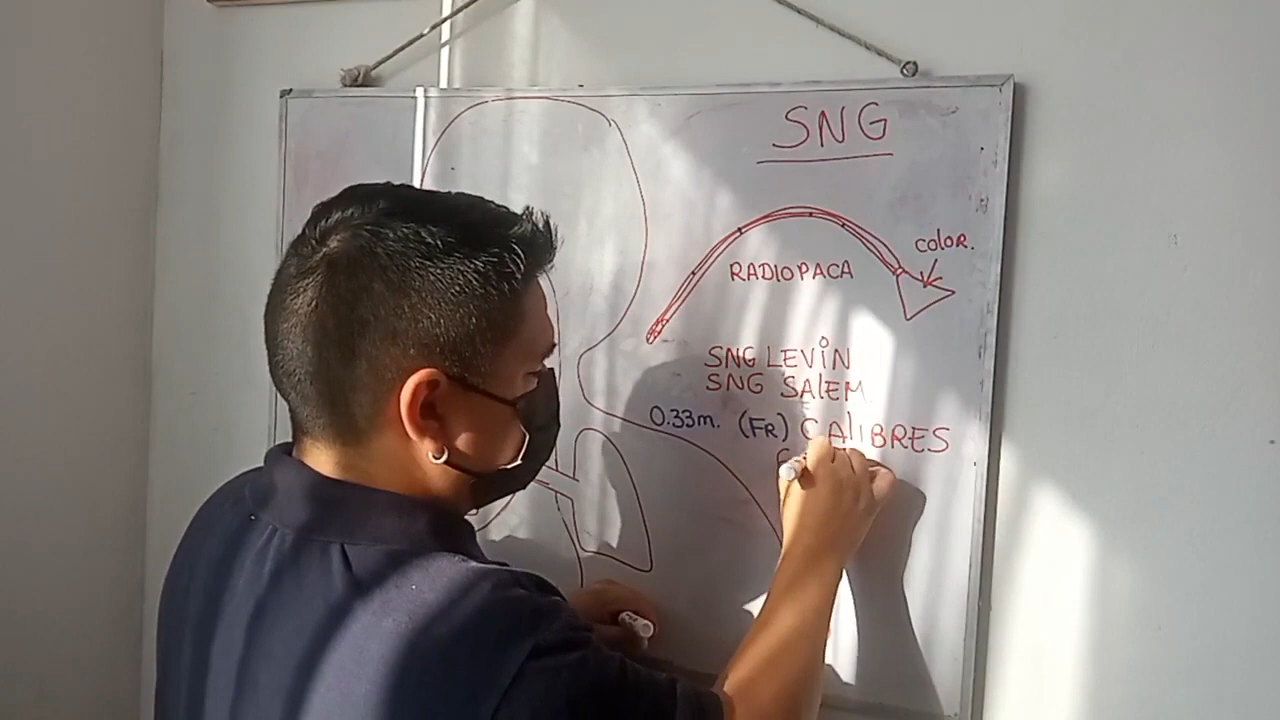 SNG
COLOR.
RADIOPACA
SNG LEVIN
SNG SALEM
0.33m. (FR) CALIBRES